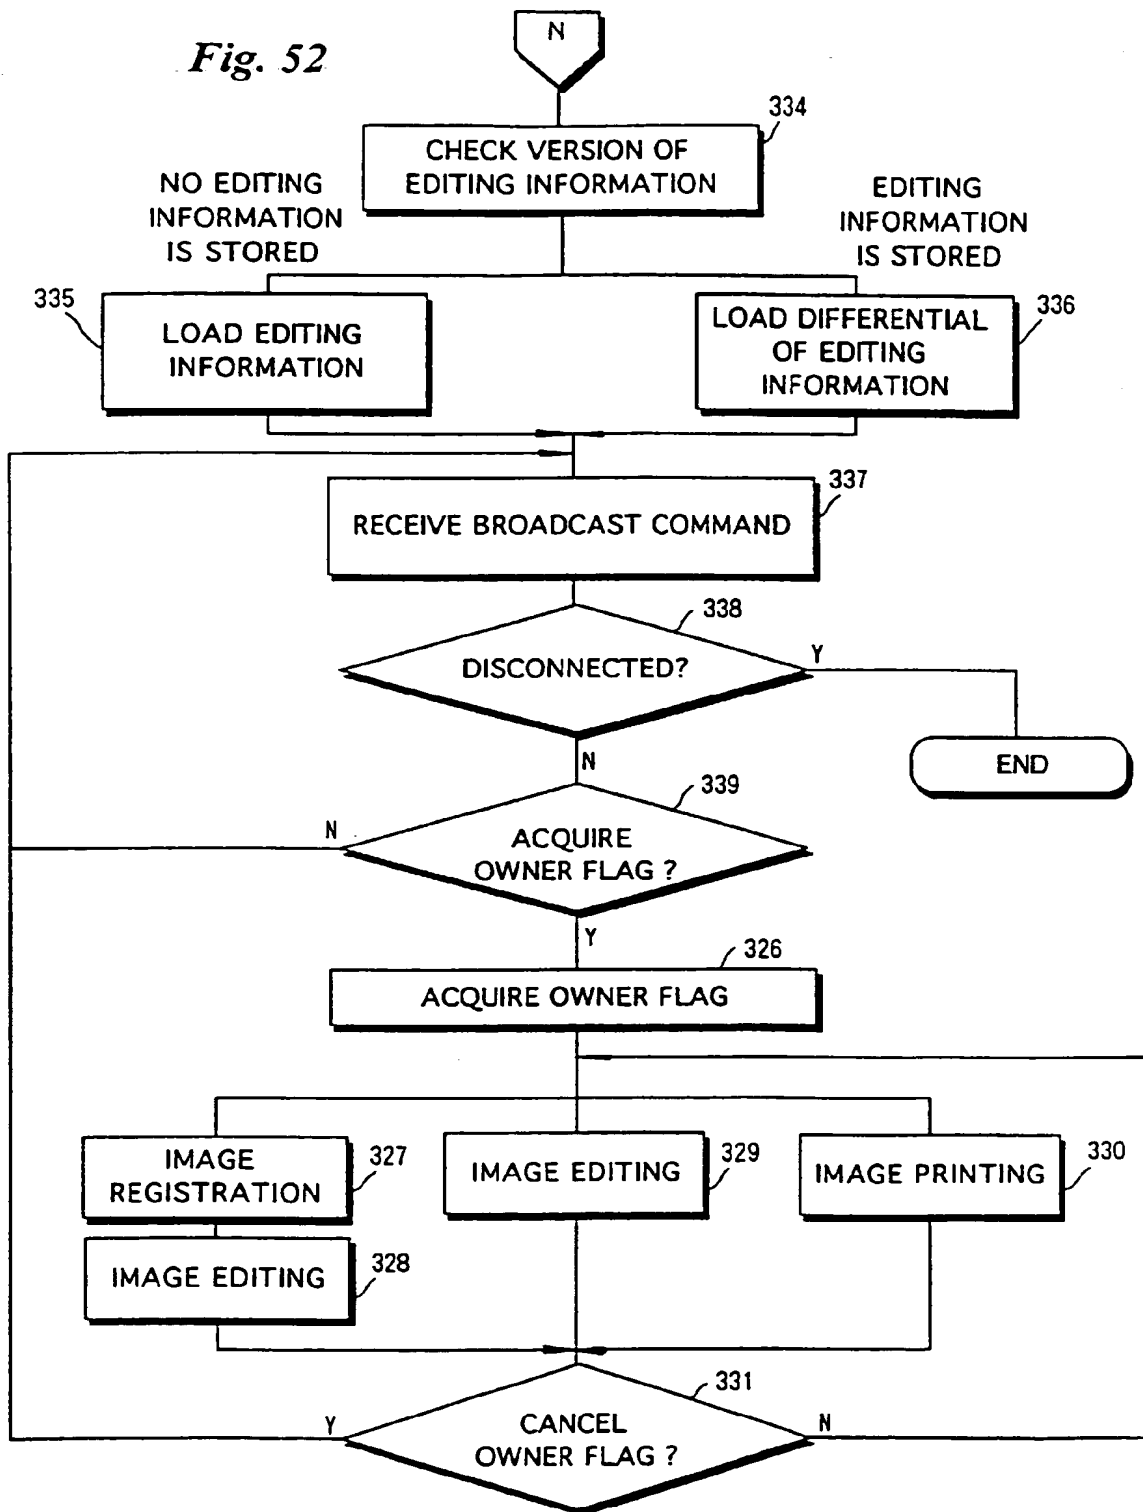 Fig. 52
N
334
CHECK VERSION OF
EDITING INFORMATION
NO EDITING
INFORMATION
IS STORED
EDITING
INFORMATION
IS STORED
335
LOAD EDITING
INFORMATION
336
LOAD DIFFERENTIAL
OF EDITING
INFORMATION
337
RECEIVE BROADCAST COMMAND
338
DISCONNECTED?
Y
END
N
339
N
ACQUIRE
OWNER FLAG ?
Y
326
ACQUIRE OWNER FLAG
IMAGE
REGISTRATION
327
IMAGE EDITING
329
IMAGE PRINTING
330
IMAGE EDITING
328
331
Y
CANCEL
OWNER FLAG ?
N